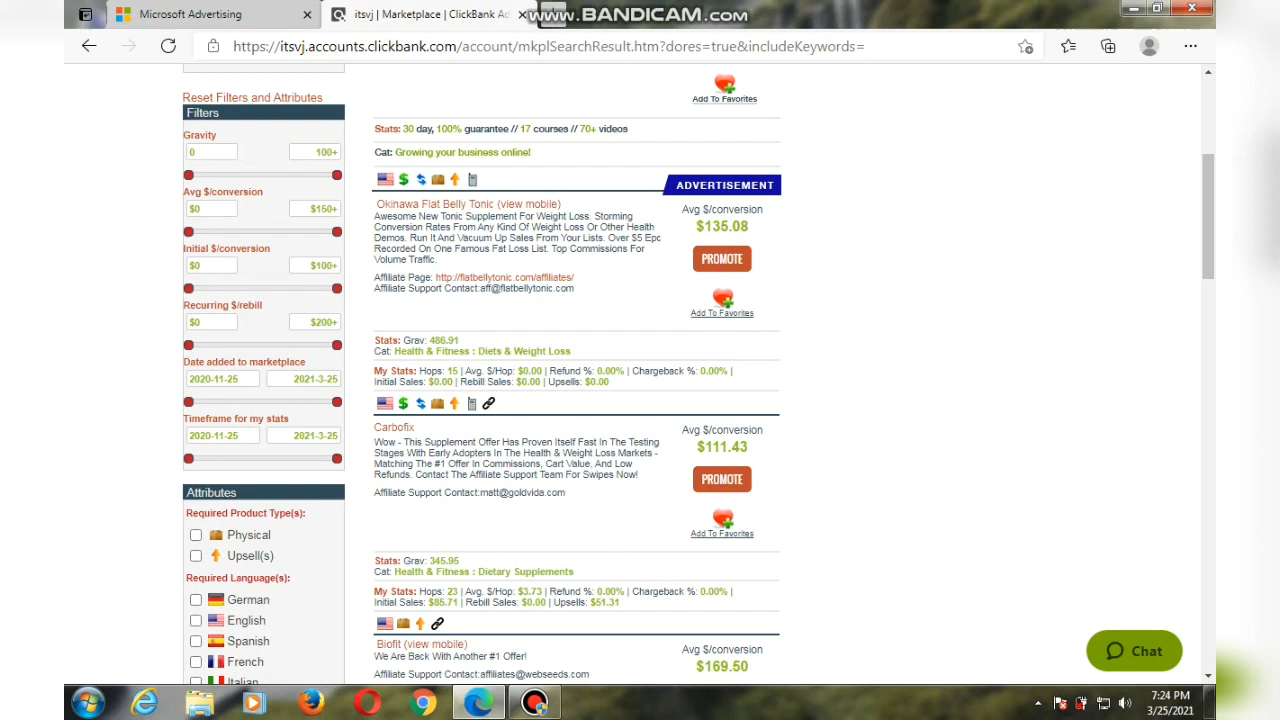 www.BANDICAM.com
Microsoft Advertising
itsvj | Marketplace | ClickBank Ad
https://itsvj.accounts.clickbank.com/account/mkplSearchResult.htm?dores=true&includeKeywords=
Add To Favorites
Reset Filters and Attributes
Filters
Gravity
0 100+
Avg $/conversion
$0 $150+
Initial $/conversion
$0 $100+
Recurring $/rebill
$0 $200+
Date added to marketplace
2020-11-25 2021-3-25
Timeframe for my stats
2020-11-25 2021-3-25
Attributes
Required Product Type(s):
Physical
Upsell(s)
Required Language(s):
German
English
Spanish
French
Italian
Stats: 30 day, 100% guarantee // 17 courses // 70+ videos
Cat: Growing your business online!
ADVERTISEMENT
Okinawa Flat Belly Tonic (view mobile)
Awesome New Tonic Supplement For Weight Loss. Storming
Conversion Rates From Any Kind Of Weight Loss Or Other Health
Demos. Run It And Vacuum Up Sales From Your Lists. Over $5 Epc
Recorded On One Famous Fat Loss List. Top Commissions For
Volume Traffic.
Affiliate Page: http://flatbellytonic.com/affiliates/
Affiliate Support Contact:aff@flatbellytonic.com
Avg $/conversion
$135.08
PROMOTE
Add To Favorites
Stats: Grav: 486.91
Cat: Health & Fitness : Diets & Weight Loss
My Stats: Hops: 15 | Avg. $/Hop: $0.00 | Refund %: 0.00% | Chargeback %: 0.00% |
Initial Sales: $0.00 | Rebill Sales: $0.00 | Upsells: $0.00
Carbofix
Wow - This Supplement Offer Has Proven Itself Fast In The Testing
Stages With Early Adopters In The Health & Weight Loss Markets -
Matching The #1 Offer In Commissions, Cart Value, And Low
Refunds. Contact The Affiliate Support Team For Swipes Now!
Affiliate Support Contact:matt@goldvida.com
Avg $/conversion
$111.43
PROMOTE
Add To Favorites
Stats: Grav: 345.95
Cat: Health & Fitness : Dietary Supplements
My Stats: Hops: 23 | Avg. $/Hop: $3.73 | Refund %: 0.00% | Chargeback %: 0.00% |
Initial Sales: $85.71 | Rebill Sales: $0.00 | Upsells: $51.31
Biofit (view mobile)
We Are Back With Another #1 Offer!
Affiliate Support Contact:affiliates@webseeds.com
Avg $/conversion
$169.50
Chat
7:24 PM
3/25/2021